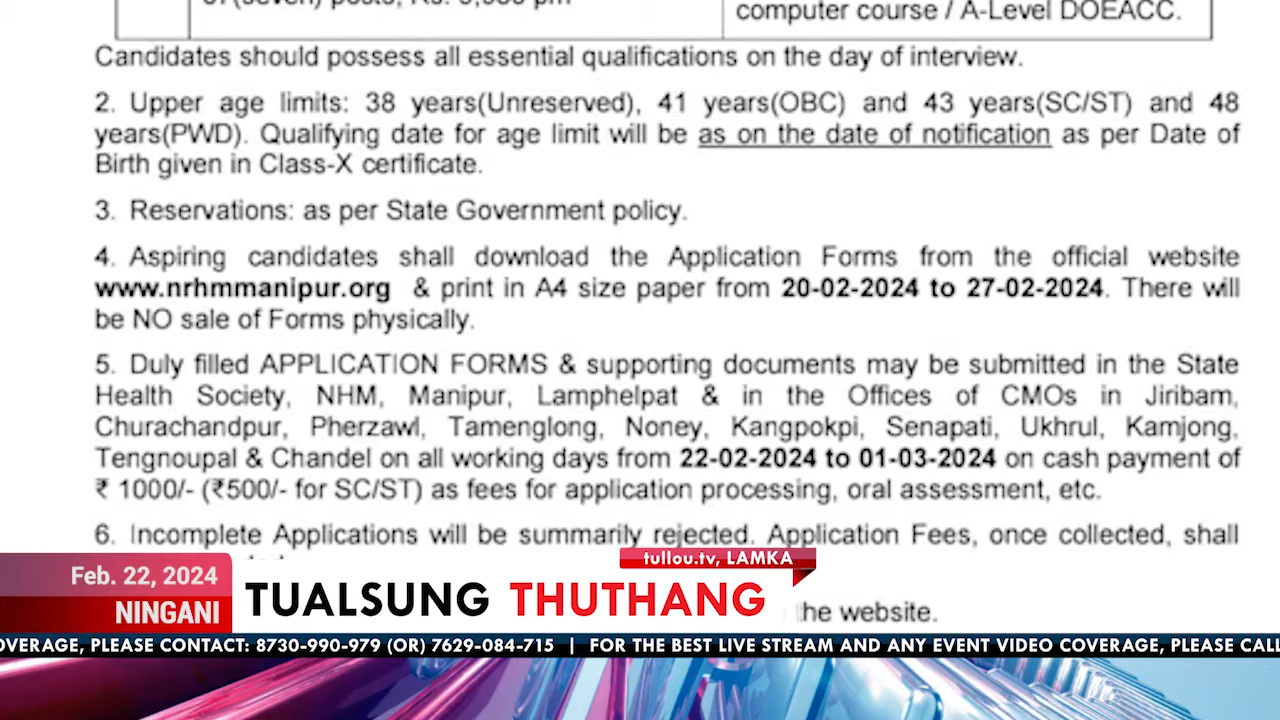 computer course / A-Level DOEACC.
Candidates should possess all essential qualifications on the day of interview.
2. Upper age limits: 38 years(Unreserved), 41 years(OBC) and 43 years(SC/ST) and 48
years(PWD). Qualifying date for age limit will be as on the date of notification as per Date of
Birth given in Class-X certificate.
3. Reservations: as per State Government policy.
4. Aspiring candidates shall download the Application Forms from the official website
www.nrhmmanipur.org & print in A4 size paper from 20-02-2024 to 27-02-2024. There will
be NO sale of Forms physically.
5. Duly filled APPLICATION FORMS & supporting documents may be submitted in the State
Health Society, NHM, Manipur, Lamphelpat & in the Offices of CMOs in Jiribam,
Churachandpur, Pherzawl, Tamenglong, Noney, Kangpokpi, Senapati, Ukhrul, Kamjong,
Tengnoupal & Chandel on all working days from 22-02-2024 to 01-03-2024 on cash payment of
₹ 1000/- (₹500/- for SC/ST) as fees for application processing, oral assessment, etc.
6. Incomplete Applications will be summarily rejected. Application Fees, once collected, shall
tullou.tv, LAMKA
Feb. 22, 2024
NINGANI
TUALSUNG THUTHANG
the website.
OVERAGE, PLEASE CONTACT: 8730-990-979 (OR) 7629-084-715 | FOR THE BEST LIVE STREAM AND ANY EVENT VIDEO COVERAGE, PLEASE CALL